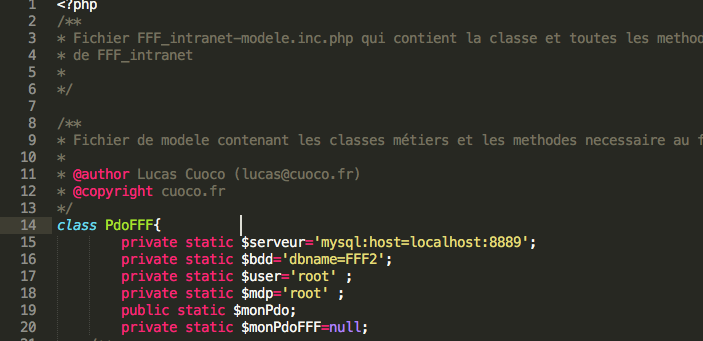 1 <?php
2 /**
3 * Fichier FFF_intranet-modele.inc.php qui contient la classe et toutes les methode
4 * de FFF_intranet
5 *
6 */
7
8 /**
9 * Fichier de modele contenant les classes métiers et les methodes necessaire au f
10 *
11 * @author Lucas Cuoco (lucas@cuoco.fr)
12 * @copyright cuoco.fr
13 */
14 class PdoFFF{
15 private static $serveur='mysql:host=localhost:8889';
16 private static $bdd='dbname=FFF2';
17 private static $user='root' ;
18 private static $mdp='root' ;
19 public static $monPdo;
20 private static $monPdoFFF=null;